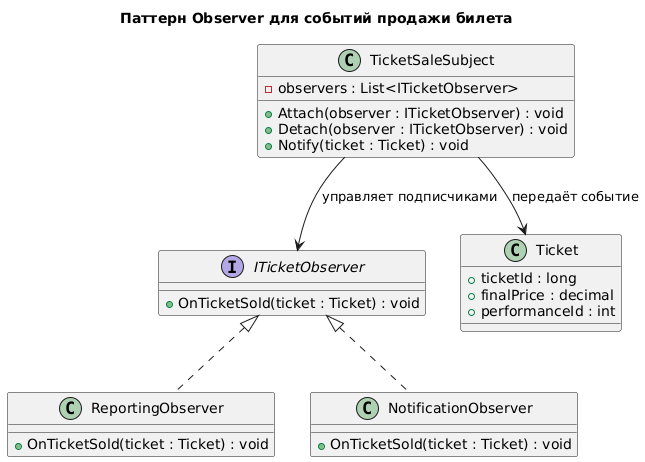 Паттерн Observer для событий продажи билета
C TicketSaleSubject
observers : List<ITicketObserver>
Attach(observer : ITicketObserver) : void
Detach(observer : ITicketObserver) : void
Notify(ticket : Ticket) : void
управляет подписчиками
передаёт событие
I ITicketObserver
OnTicketSold(ticket : Ticket) : void
C Ticket
ticketId : long
finalPrice : decimal
performanceId : int
C ReportingObserver
OnTicketSold(ticket : Ticket) : void
C NotificationObserver
OnTicketSold(ticket : Ticket) : void